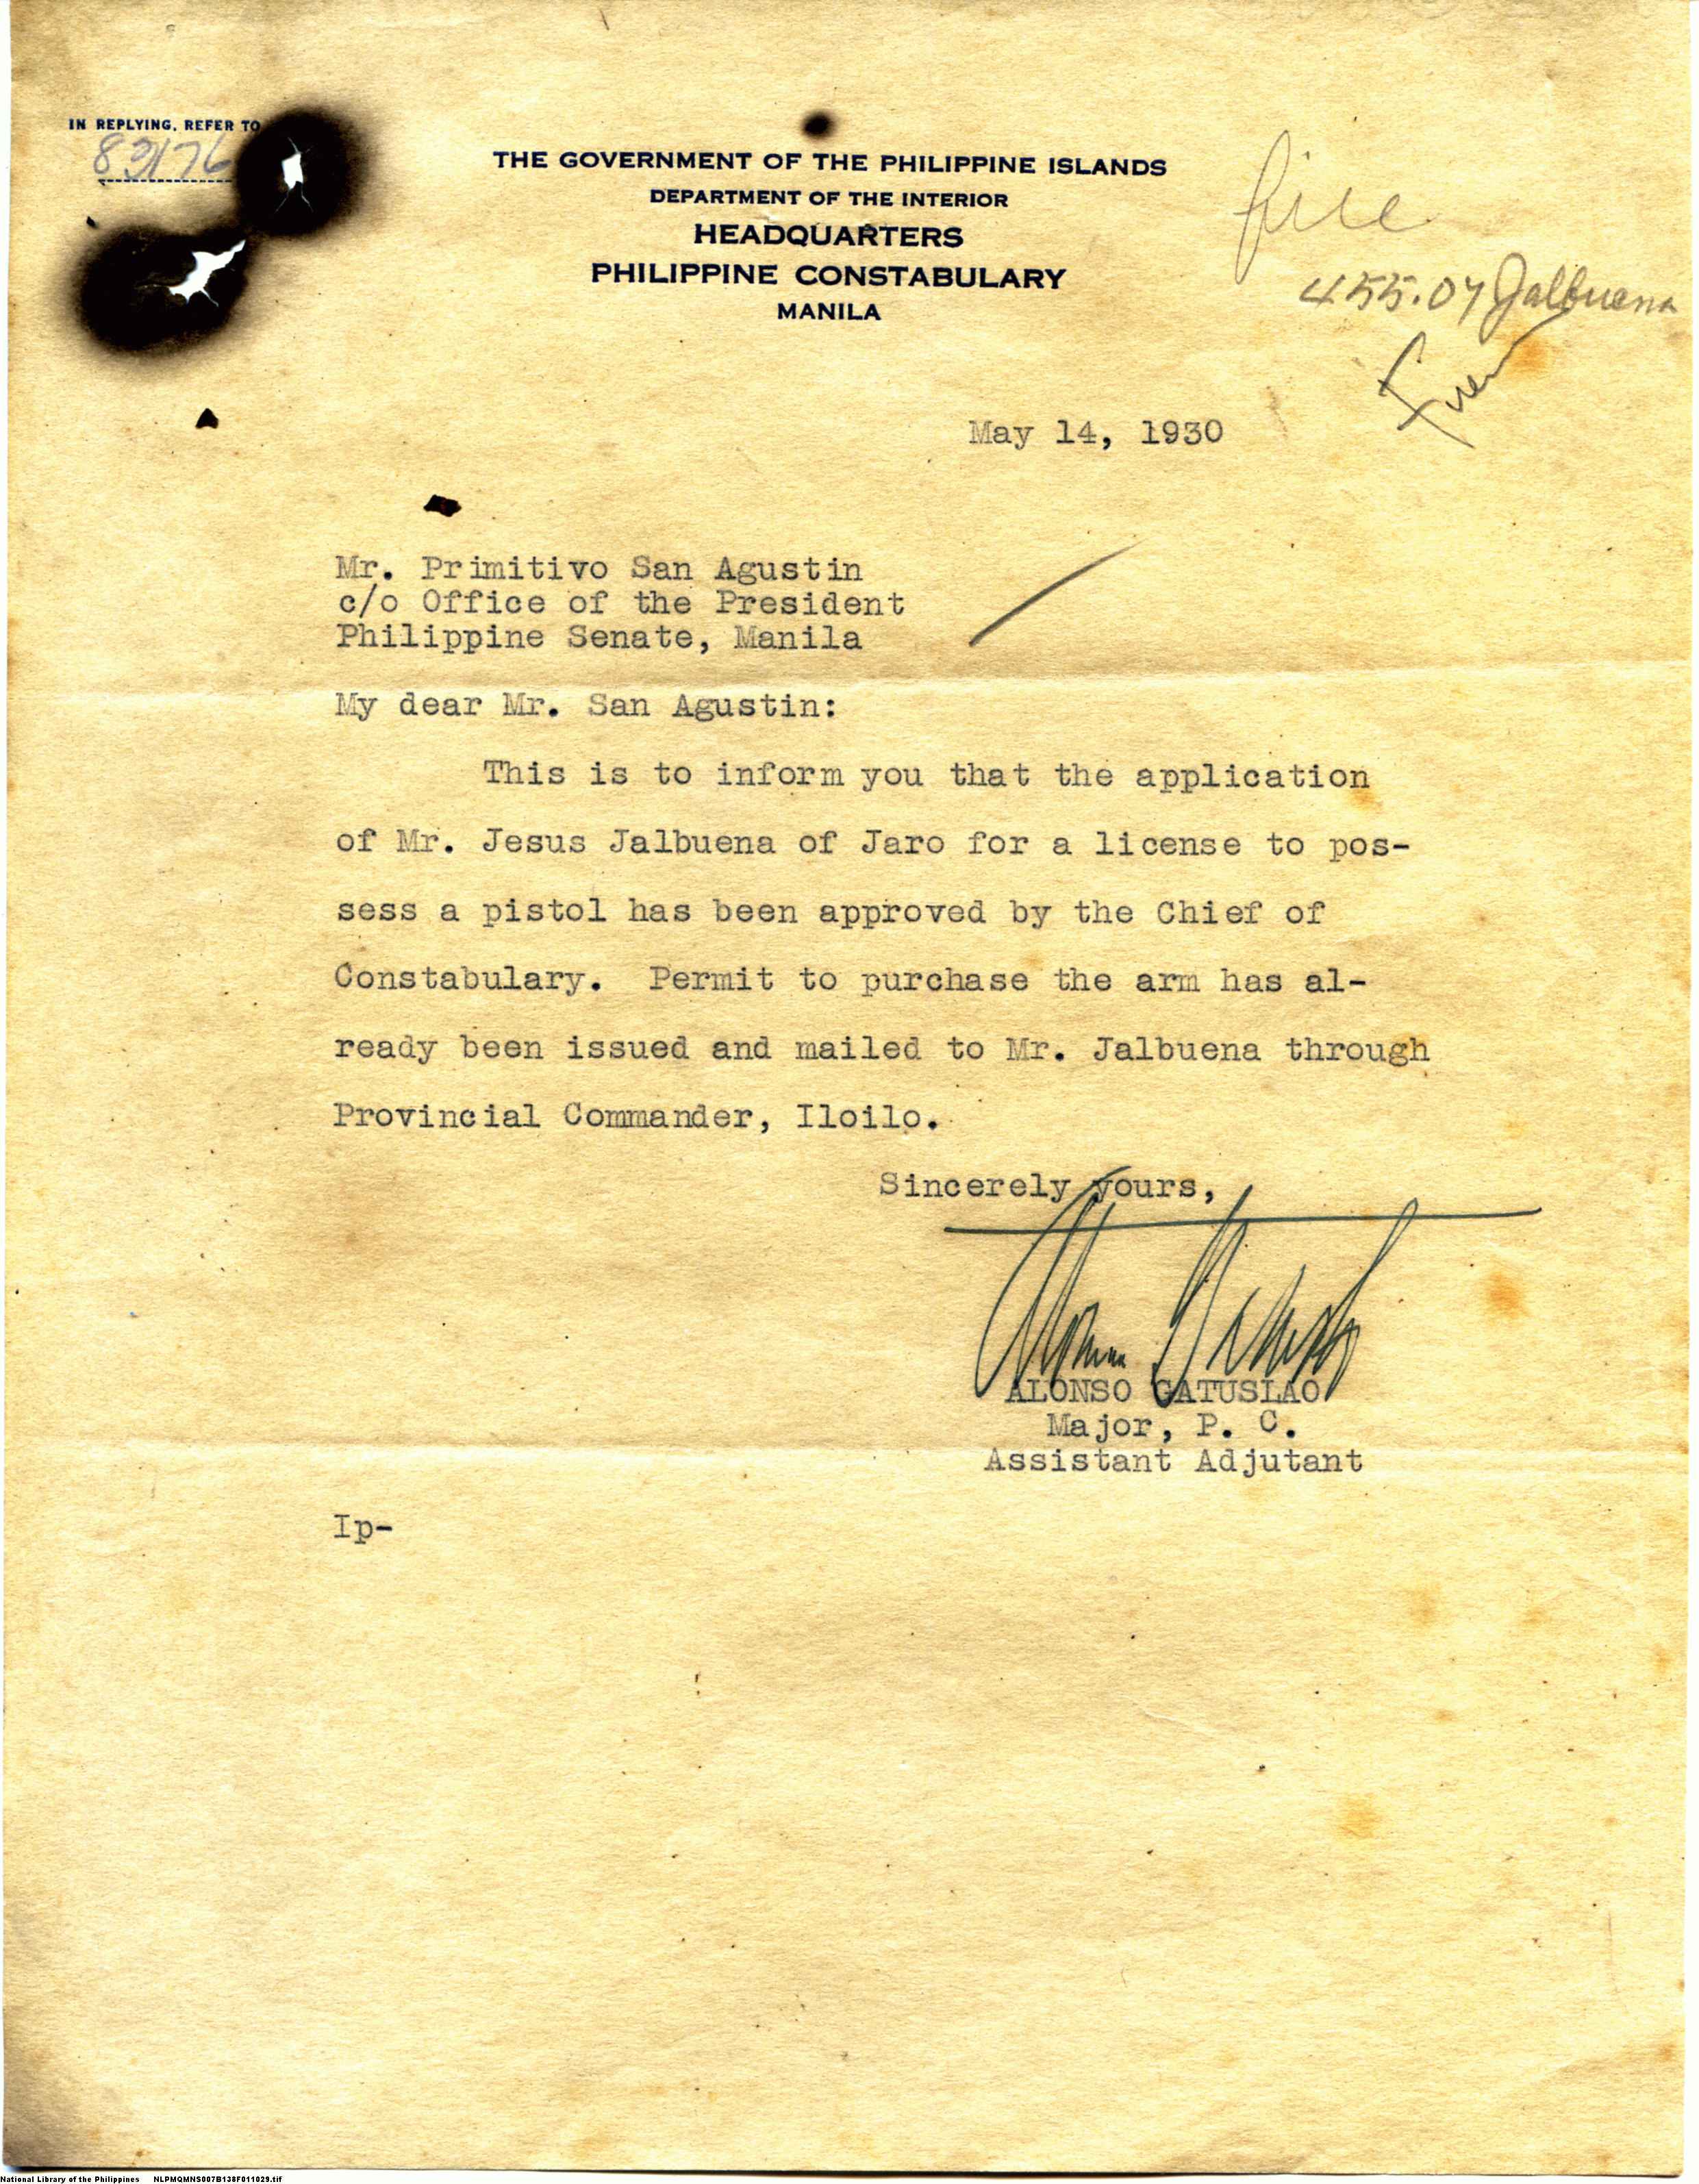 IN REPLYING, REFER TO
83176
THE GOVERNMENT OF THE PHILIPPINE ISLANDS
DEPARTMENT OF THE INTERIOR
HEADQUARTERS
PHILIPPINE CONSTABULARY
MANILA
file
455.07 Jalbuena
May 14, 1930
Mr. Primitivo San Agustin
c/o Office of the President
Philippine Senate, Manila
My dear Mr. San Agustin:
This is to inform you that the application
of Mr. Jesus Jalbuena of Jaro for a license to pos-
sess a pistol has been approved by the Chief of
Constabulary. Permit to purchase the arm has al-
ready been issued and mailed to Mr. Jalbuena through
Provincial Commander, Iloilo.
Sincerely yours,
ALONSO GATUSLAO
Major, P. C.
Assistant Adjutant
Ip-
National Library of the Philippines NLPMQMNS007B138F011029.tif